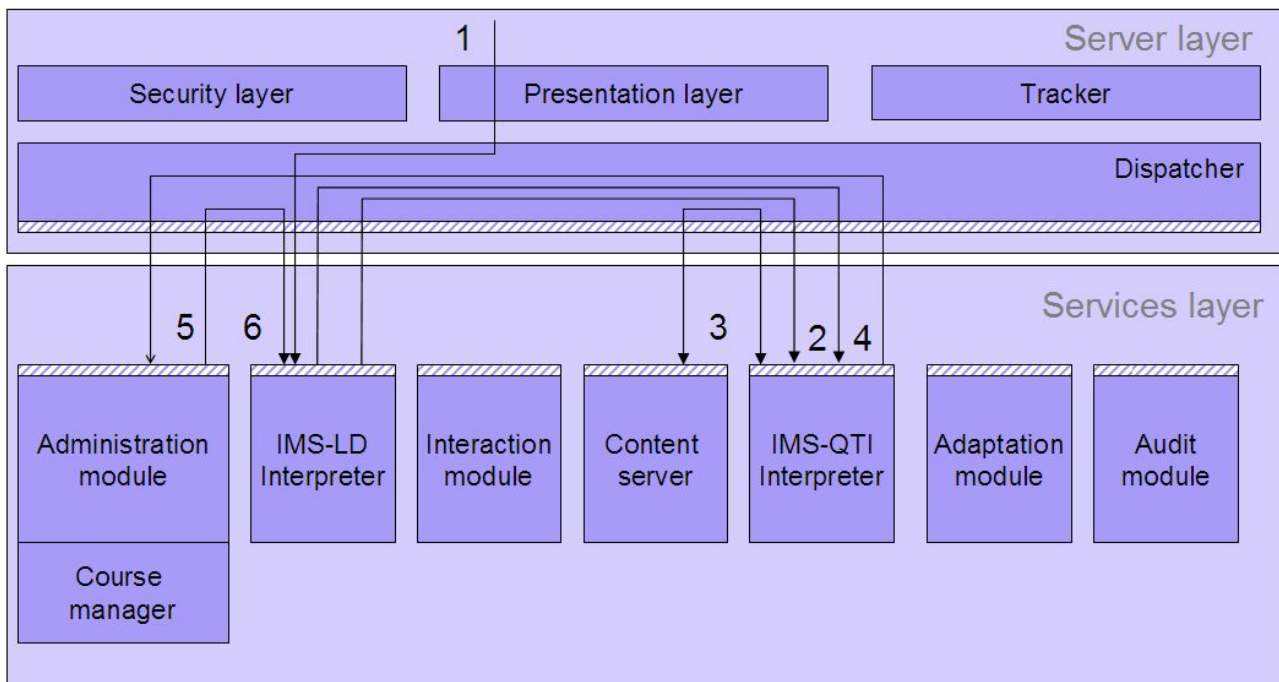 1
Server layer
Security layer
Presentation layer
Tracker
Dispatcher
Services layer
5
6
3
2
4
Administration
module
IMS-LD
Interpreter
Interaction
module
Content
server
IMS-QTI
Interpreter
Adaptation
module
Audit
module
Course
manager